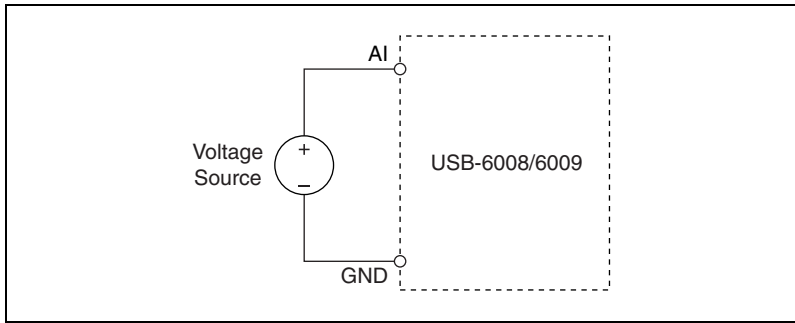 AI
+
Voltage
Source
–
USB-6008/6009
GND